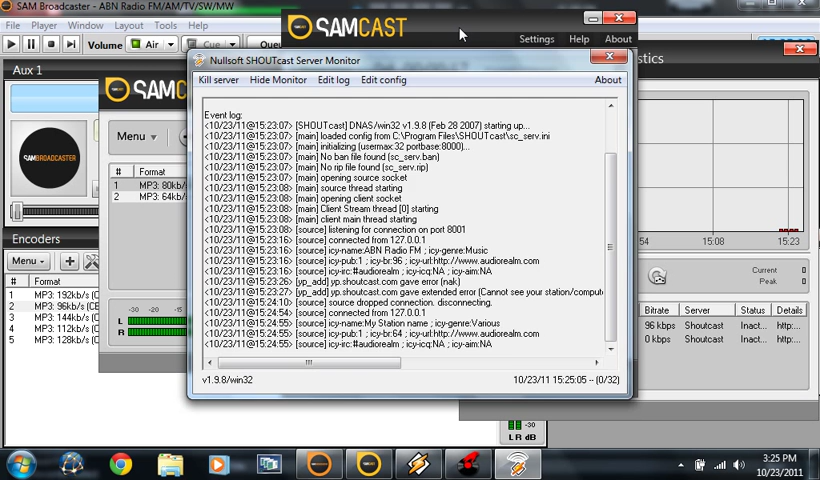 SAM Broadcaster - ABN Radio FM/AM/TV/SW/MW
File Player Window Layout Tools Help
Volume Air Cue
SAMCAST
Settings Help About
Aux 1
SAMBROADCASTER
Menu
# Format
1 MP3: 80kb/s
2 MP3: 64kb/s
Encoders
Menu
# Format
1 MP3: 192kb/s
2 MP3: 96kb/s
3 MP3: 144kb/s
4 MP3: 112kb/s
5 MP3: 128kb/s
-30 -20
L
R
Nullsoft SHOUTcast Server Monitor
Kill server Hide Monitor Edit log Edit config About
Event log:
<10/23/11@15:23:07> [SHOUTcast] DNAS/win32 v1.9.8 (Feb 28 2007) starting up...
<10/23/11@15:23:07> [main] loaded config from C:\Program Files\SHOUTcast\sc_serv.ini
<10/23/11@15:23:07> [main] initializing (usermax:32 portbase:8000)...
<10/23/11@15:23:07> [main] No ban file found (sc_serv.ban)
<10/23/11@15:23:07> [main] No rip file found (sc_serv.rip)
<10/23/11@15:23:07> [main] opening source socket
<10/23/11@15:23:08> [main] source thread starting
<10/23/11@15:23:08> [main] opening client socket
<10/23/11@15:23:08> [main] Client Stream thread [0] starting
<10/23/11@15:23:08> [main] client main thread starting
<10/23/11@15:23:08> [source] listening for connection on port 8001
<10/23/11@15:23:16> [source] connected from 127.0.0.1
<10/23/11@15:23:16> [source] icy-name:ABN Radio FM ; icy-genre:Music
<10/23/11@15:23:16> [source] icy-pub:1 ; icy-br:96 ; icy-url:http://www.audiorealm.com
<10/23/11@15:23:16> [source] icy-irc:#audiorealm ; icy-icq:NA ; icy-aim:NA
<10/23/11@15:23:26> [yp_add] yp.shoutcast.com gave error (nak)
<10/23/11@15:23:27> [yp_add] yp.shoutcast.com gave extended error (Cannot see your station/compute
<10/23/11@15:24:10> [source] source dropped connection. disconnecting.
<10/23/11@15:24:54> [source] connected from 127.0.0.1
<10/23/11@15:24:55> [source] icy-name:My Station name ; icy-genre:Various
<10/23/11@15:24:55> [source] icy-pub:1 ; icy-br:64 ; icy-url:http://www.audiorealm.com
<10/23/11@15:24:55> [source] icy-irc:#audiorealm ; icy-icq:NA ; icy-aim:NA
v1.9.8/win32 10/23/11 15:25:05 -- (0/32)
15:08 15:23
Current 0
Peak 0
Bitrate Server Status Details
96 kbps Shoutcast Inact... http:...
0 kbps Shoutcast Inact... http:...
-30
L R dB
3:25 PM
10/23/2011